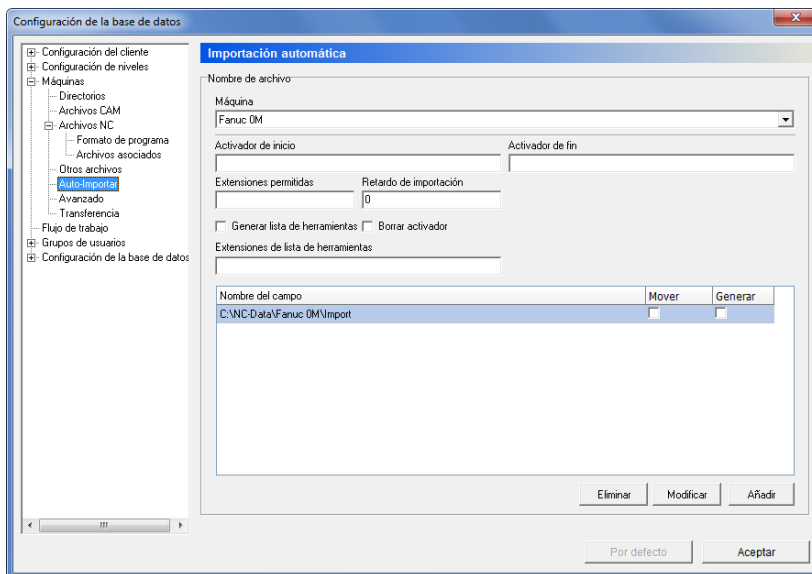 Configuración de la base de datos
Configuración del cliente
Configuración de niveles
Máquinas
Directorios
Archivos CAM
Archivos NC
Formato de programa
Archivos asociados
Otros archivos
Auto-Importar
Avanzado
Transferencia
Flujo de trabajo
Grupos de usuarios
Configuración de la base de datos
Importación automática
Nombre de archivo
Máquina
Fanuc 0M
Activador de inicio Activador de fin
Extensiones permitidas Retardo de importación
0
Generar lista de herramientas Borrar activador
Extensiones de lista de herramientas
Nombre del campo Mover Generar
C:\NC-Data\Fanuc 0M\Import
Eliminar Modificar Añadir
Por defecto Aceptar